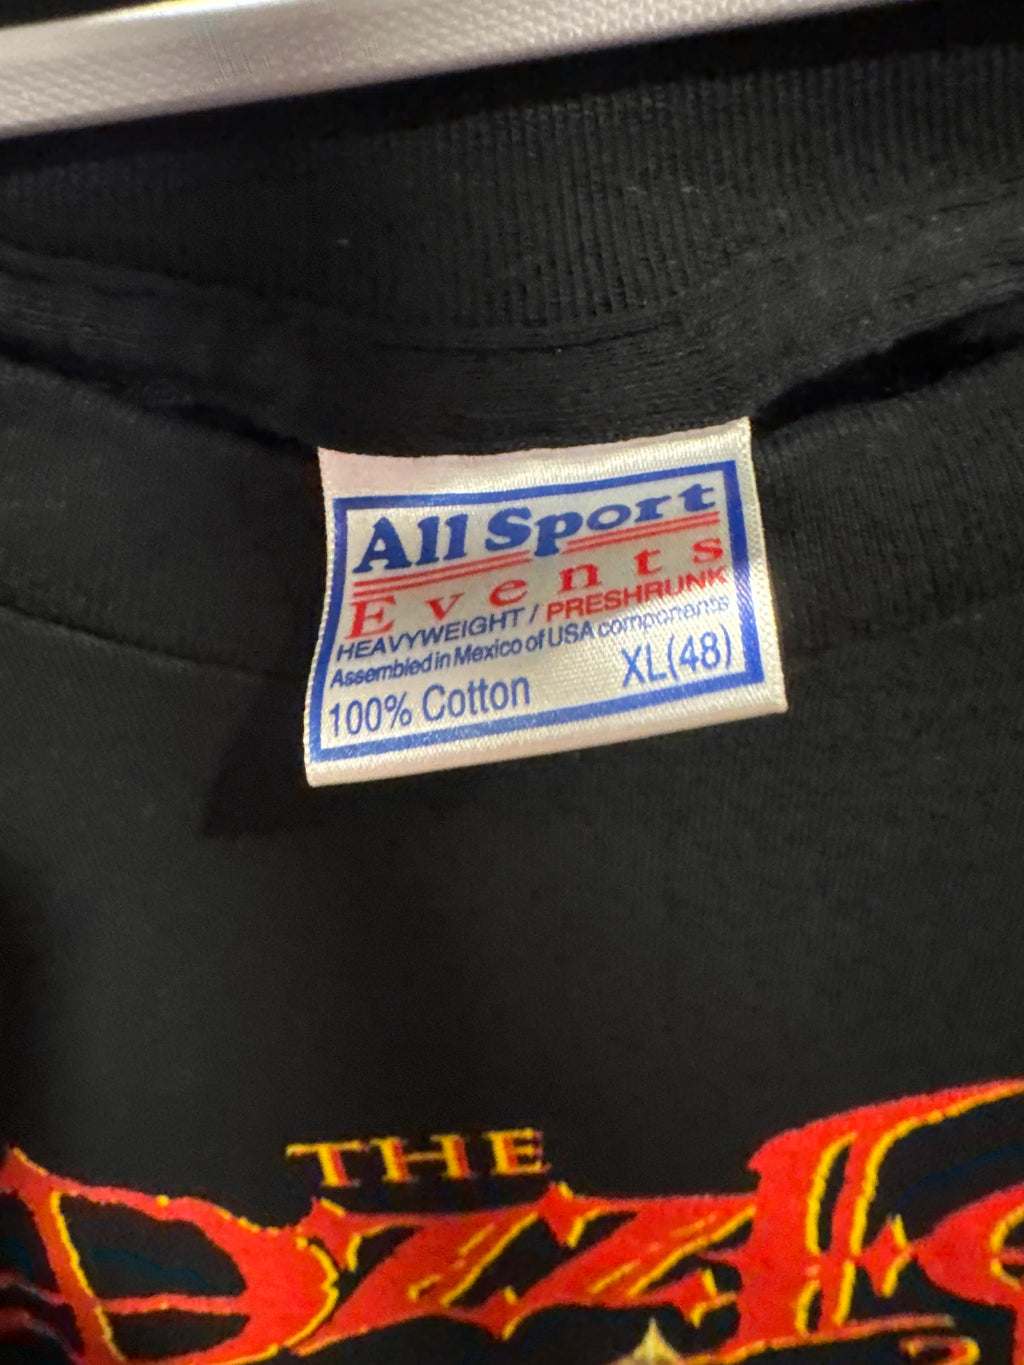 All Sport
Events
HEAVYWEIGHT / PRESHRUNK
Assembled in Mexico of USA components
100% Cotton
XL(48)
THE